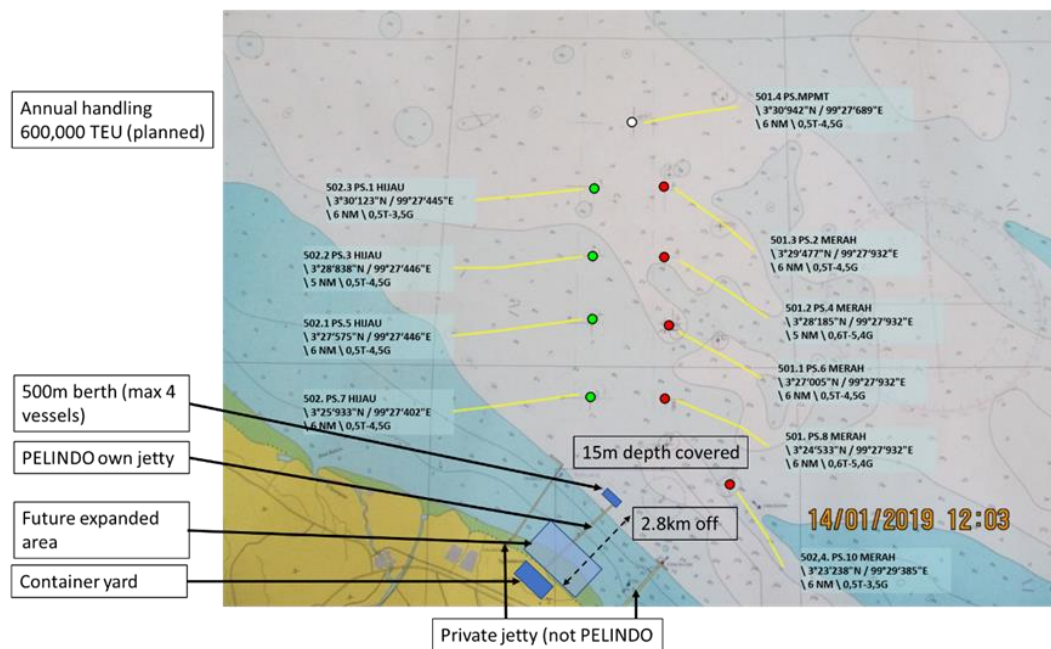 Annual handling
600,000 TEU (planned)
501.4 PS.MPMT
\ 3°30'942"N / 99°27'689"E
\ 6 NM \ 0,5T-4,5G
502.3 PS.1 HIJAU
\ 3°30'123"N / 99°27'445"E
\ 6 NM \ 0,5T-3,5G
501.3 PS.2 MERAH
\ 3°29'477"N / 99°27'932"E
\ 6 NM \ 0,5T-4,5G
502.2 PS.3 HIJAU
\ 3°28'838"N / 99°27'446"E
\ 5 NM \ 0,5T-4,5G
501.2 PS.4 MERAH
\ 3°28'185"N / 99°27'932"E
\ 5 NM \ 0,6T-5,4G
502.1 PS.5 HIJAU
\ 3°27'575"N / 99°27'446"E
\ 6 NM \ 0,5T-4,5G
501.1 PS.6 MERAH
\ 3°27'005"N / 99°27'932"E
\ 6 NM \ 0,5T-4,5G
502. PS.7 HIJAU
\ 3°25'933"N / 99°27'402"E
\ 6 NM \ 0,5T-4,5G
501. PS.8 MERAH
\ 3°24'533"N / 99°27'932"E
\ 6 NM \ 0,6T-5,4G
500m berth (max 4
vessels)
15m depth covered
PELINDO own jetty
2.8km off
14/01/2019 12:03
Future expanded
area
502,4. PS.10 MERAH
\ 3°23'238"N / 99°29'385"E
\ 6 NM \ 0,5T-3,5G
Container yard
Private jetty (not PELINDO